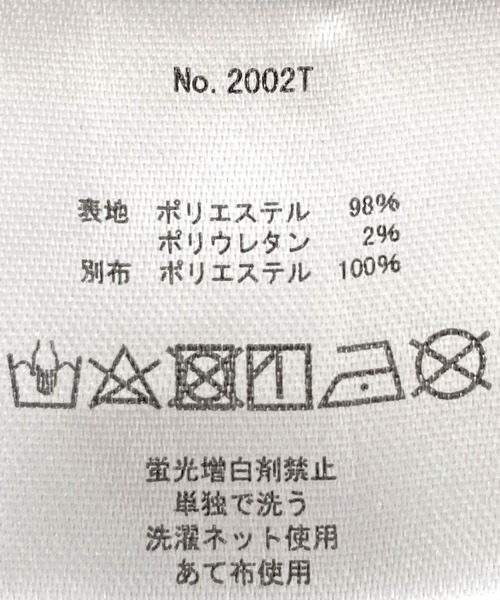 No. 2002T
表地 ポリエステル 98%
ポリウレタン 2%
別布 ポリエステル 100%
蛍光増白剤禁止
単独で洗う
洗濯ネット使用
あて布使用